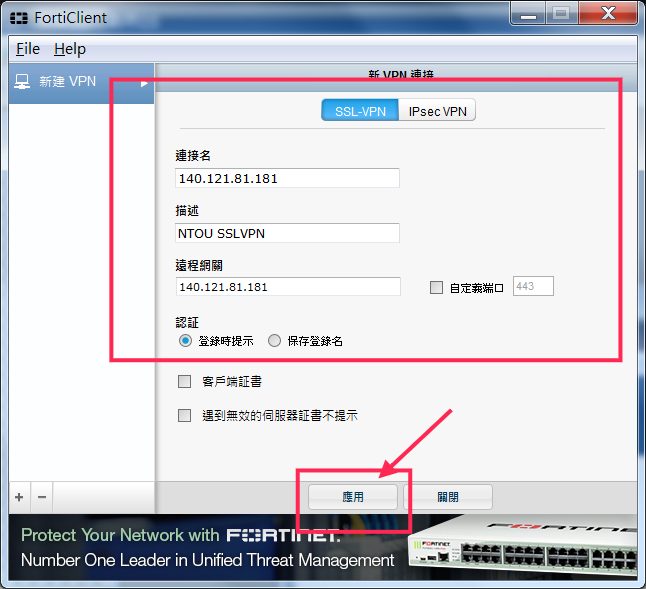 FortiClient
File Help
新建 VPN
新 VPN 連接
SSL-VPN IPsec VPN
連接名
140.121.81.181
描述
NTOU SSLVPN
遠程網關
140.121.81.181 自定義端口 443
認証
登錄時提示 保存登錄名
客戶端証書
遇到無效的伺服器証書不提示
+ − 應用 關閉
Protect Your Network with FORTINET.
Number One Leader in Unified Threat Management
FORTINET